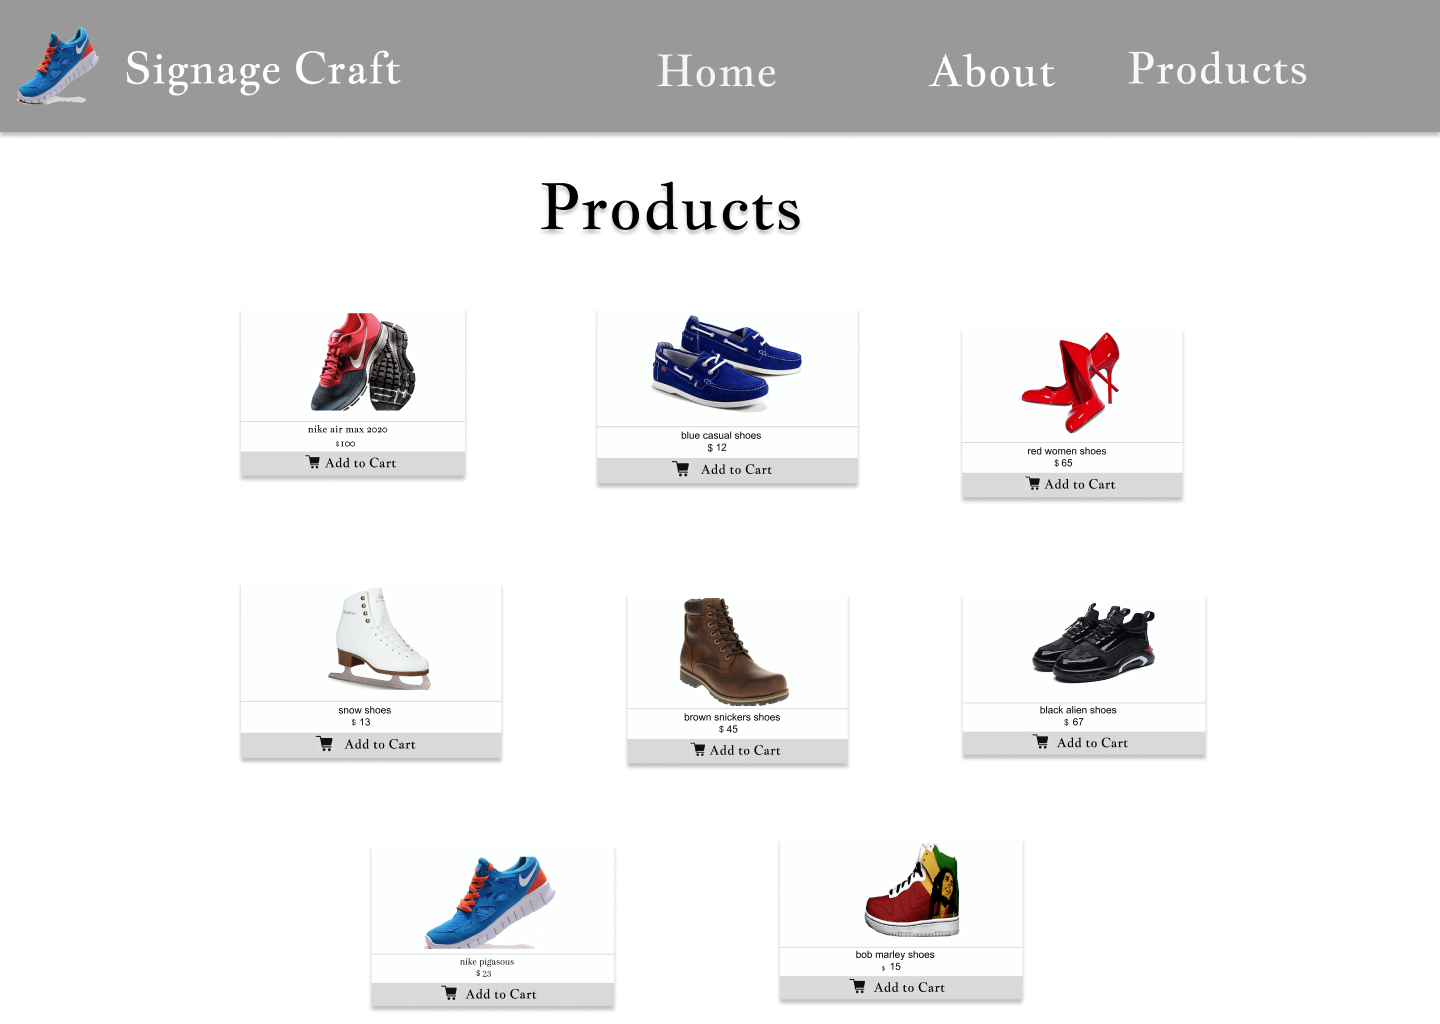 Signage Craft
Home
About
Products
Products
nike air max 2020
$100
Add to Cart
blue casual shoes
$ 12
Add to Cart
red women shoes
$ 65
Add to Cart
snow shoes
$ 13
Add to Cart
brown snickers shoes
$ 45
Add to Cart
black alien shoes
$ 67
Add to Cart
nike pigasous
$ 23
Add to Cart
bob marley shoes
$ 15
Add to Cart